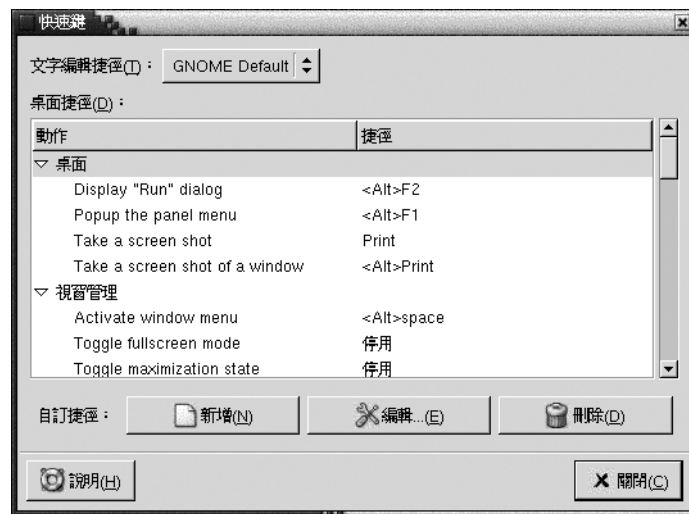 快速鍵
文字編輯捷徑(T)： GNOME Default
桌面捷徑(D)：
動作 捷徑
桌面
Display "Run" dialog <Alt>F2
Popup the panel menu <Alt>F1
Take a screen shot Print
Take a screen shot of a window <Alt>Print
視窗管理
Activate window menu <Alt>space
Toggle fullscreen mode 停用
Toggle maximization state 停用
自訂捷徑： 新增(N) 編輯...(E) 刪除(D)
說明(H) 關閉(C)